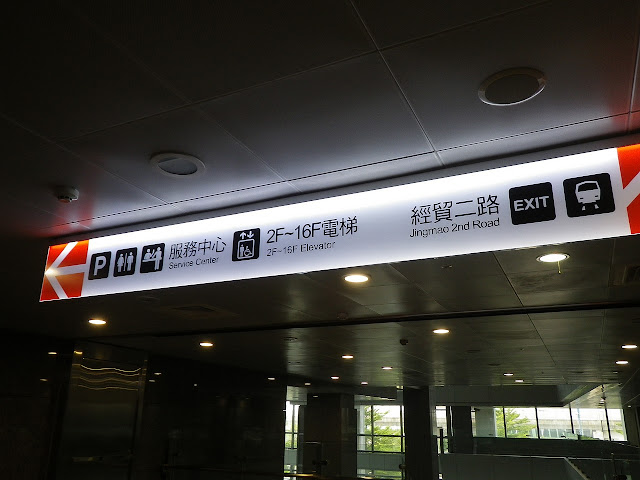 P
服務中心
Service Center
2F~16F電梯
2F~16F Elevator
經貿二路
Jingmao 2nd Road
EXIT